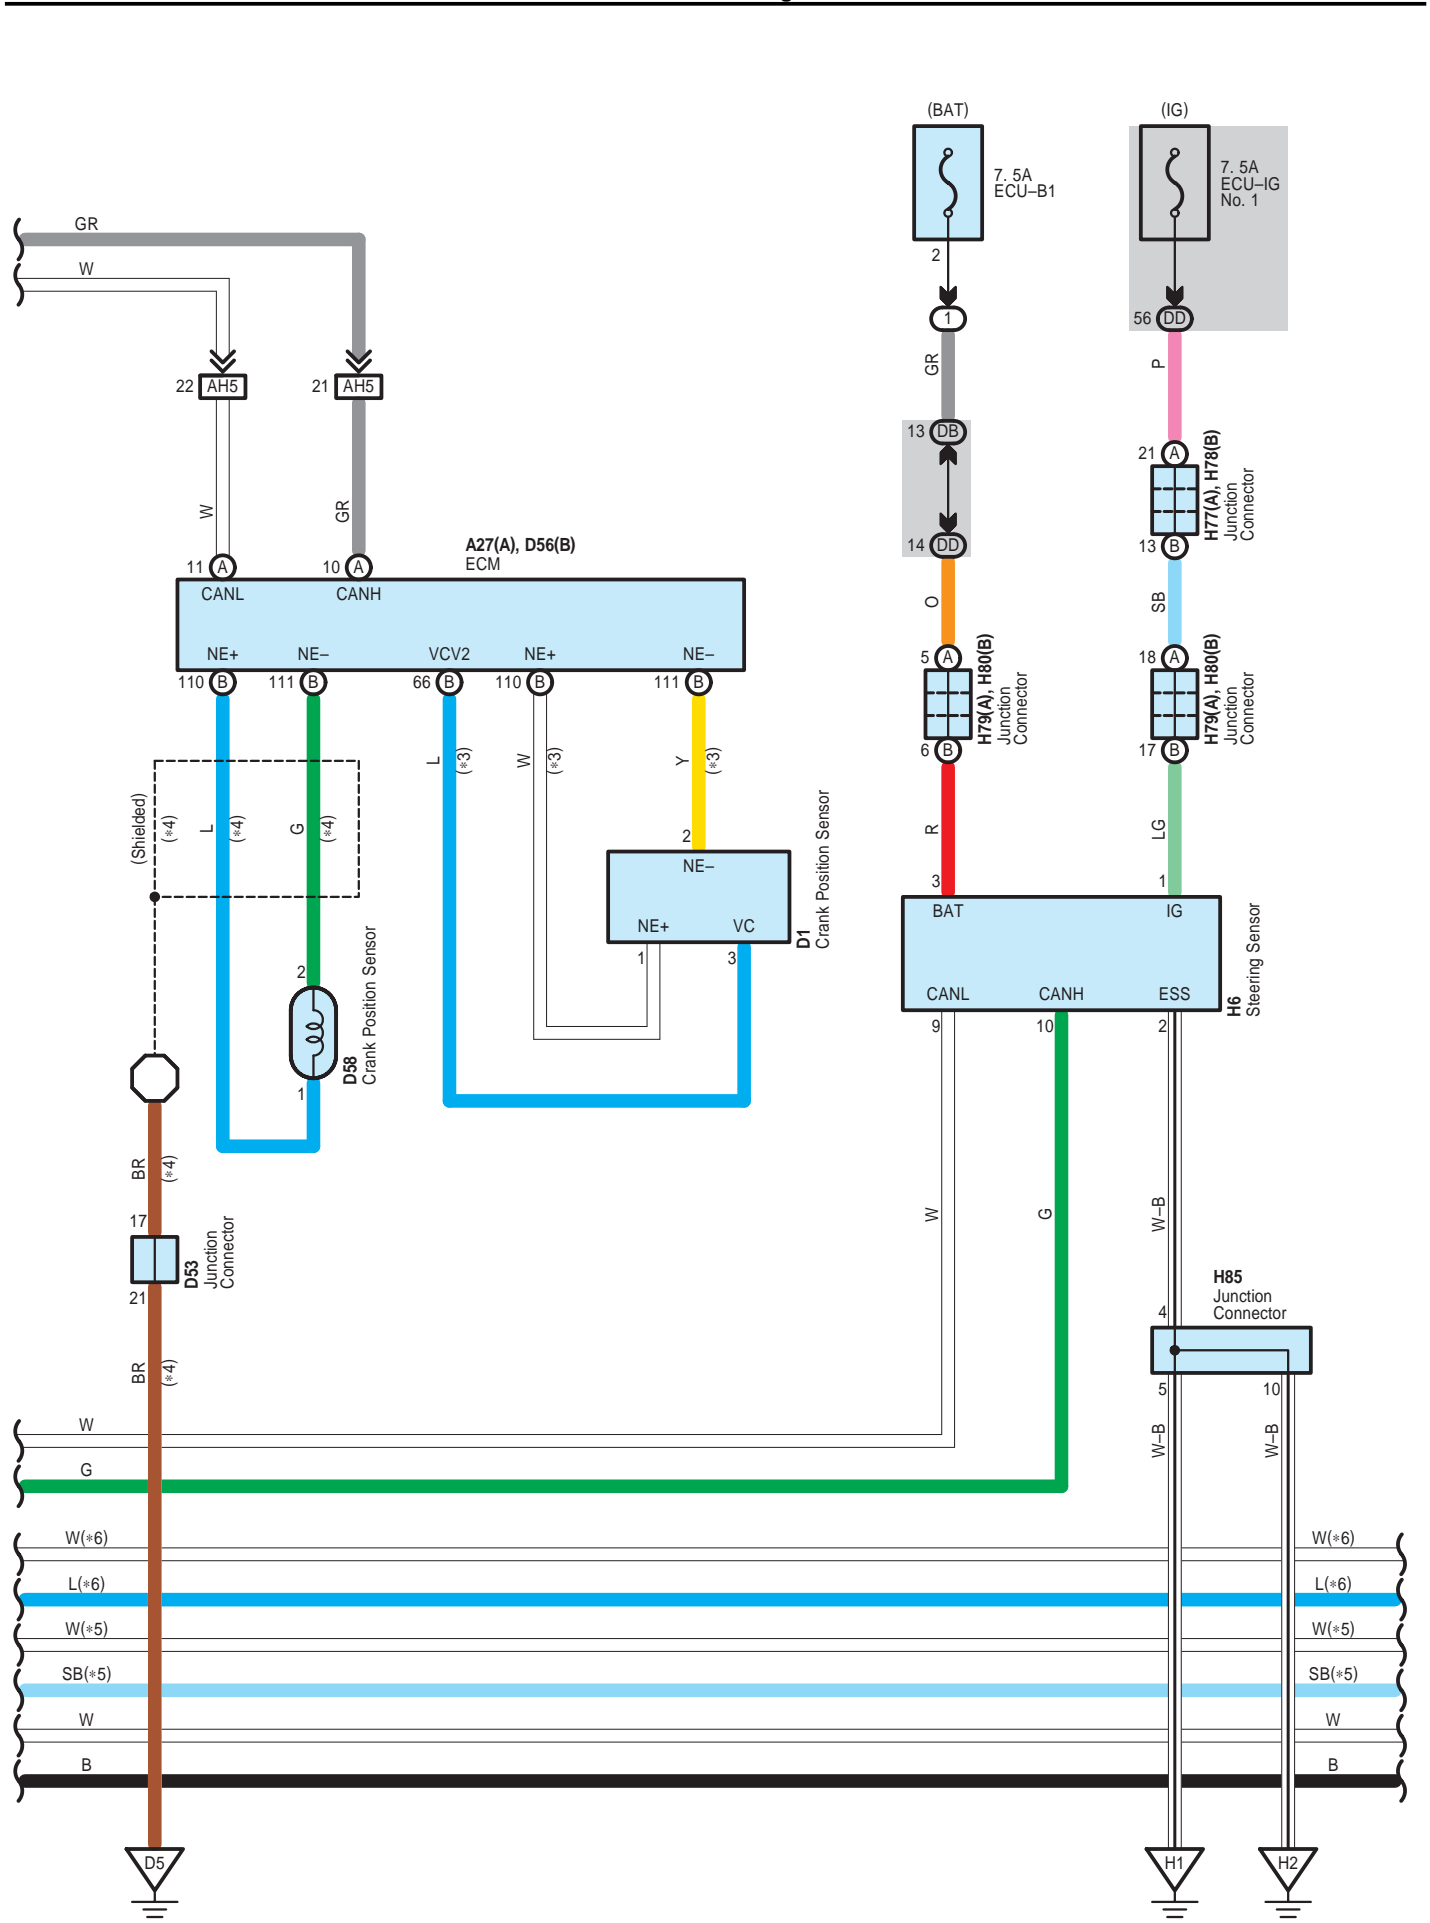 (BAT)
(IG)
7. 5A
ECU–B1
7. 5A
ECU–IG
No. 1
GR
W
2
1
56
DD
22
AH5
21
AH5
GR
P
13
DB
14
DD
21
A
H77(A), H78(B)
Junction
Connector
13
B
W
GR
A27(A), D56(B)
ECM
11
A
10
A
CANL
CANH
NE+
NE–
VCV2
NE+
NE–
110
B
111
B
66
B
110
B
111
B
O
SB
5
A
H79(A), H80(B)
Junction
Connector
6
B
18
A
H79(A), H80(B)
Junction
Connector
17
B
L
(*3)
W
(*3)
Y
(*3)
(Shielded)
(*4)
L
(*4)
G
(*4)
R
LG
2
NE–
NE+
VC
1
3
D1
Crank Position Sensor
3
1
BAT
IG
CANL
CANH
ESS
9
10
2
H6
Steering Sensor
2
1
D58
Crank Position Sensor
BR
(*4)
17
D53
Junction
Connector
21
BR
(*4)
W
G
W–B
H85
Junction
Connector
4
5
10
W–B
W–B
W
G
W(*6)
W(*6)
L(*6)
L(*6)
W(*5)
W(*5)
SB(*5)
SB(*5)
W
W
B
B
D5
H1
H2